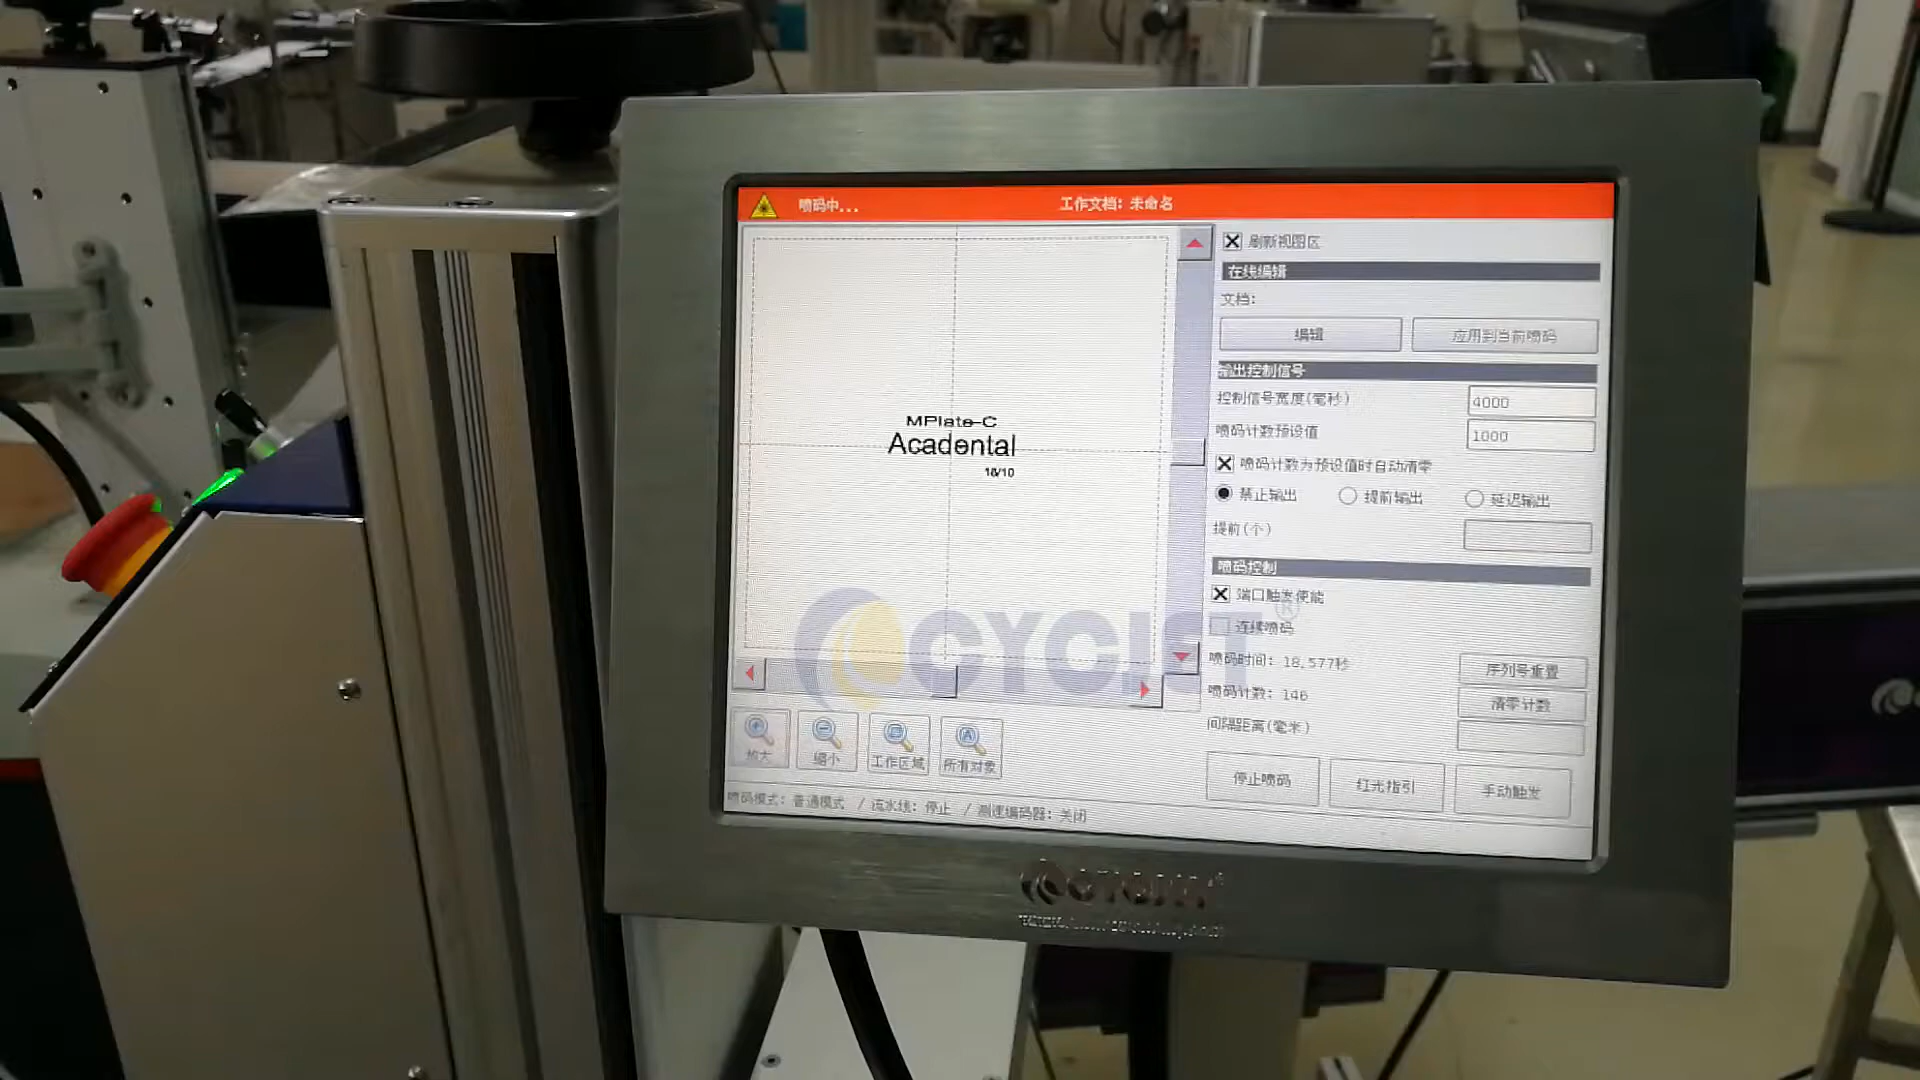 喷码中...
工作文档: 未命名
刷新视图区
在线编辑
文档:
编辑
应用到当前喷码
输出控制信号
控制信号宽度(毫秒)
4000
喷码计数预设值
1000
喷码计数为预设值时自动清零
禁止输出
提前输出
延迟输出
提前(个)
喷码控制
端口触发使能
连续喷码
喷码时间: 18.577秒
序列号重置
喷码计数: 146
清零计数
间隔距离(毫米)
停止喷码
红光指引
手动触发
MPlate-C
Acadental
18/10
放大
缩小
工作区域
所有对象
喷码模式: 普通模式 / 流水线: 停止 / 测速编码器: 关闭
CYCJET®
CYCJET